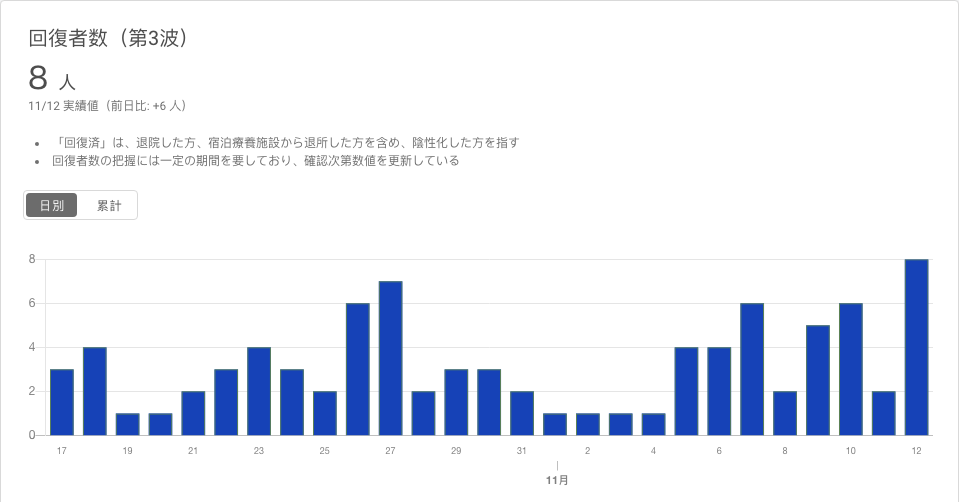 回復者数（第3波）
8 人
11/12 実績値（前日比: +6 人）
• 「回復済」は、退院した方、宿泊療養施設から退所した方を含め、陰性化した方を指す
• 回復者数の把握には一定の期間を要しており、確認次第数値を更新している
日別 累計
8
6
4
2
0
17 19 21 23 25 27 29 31 2 4 6 8 10 12
11月